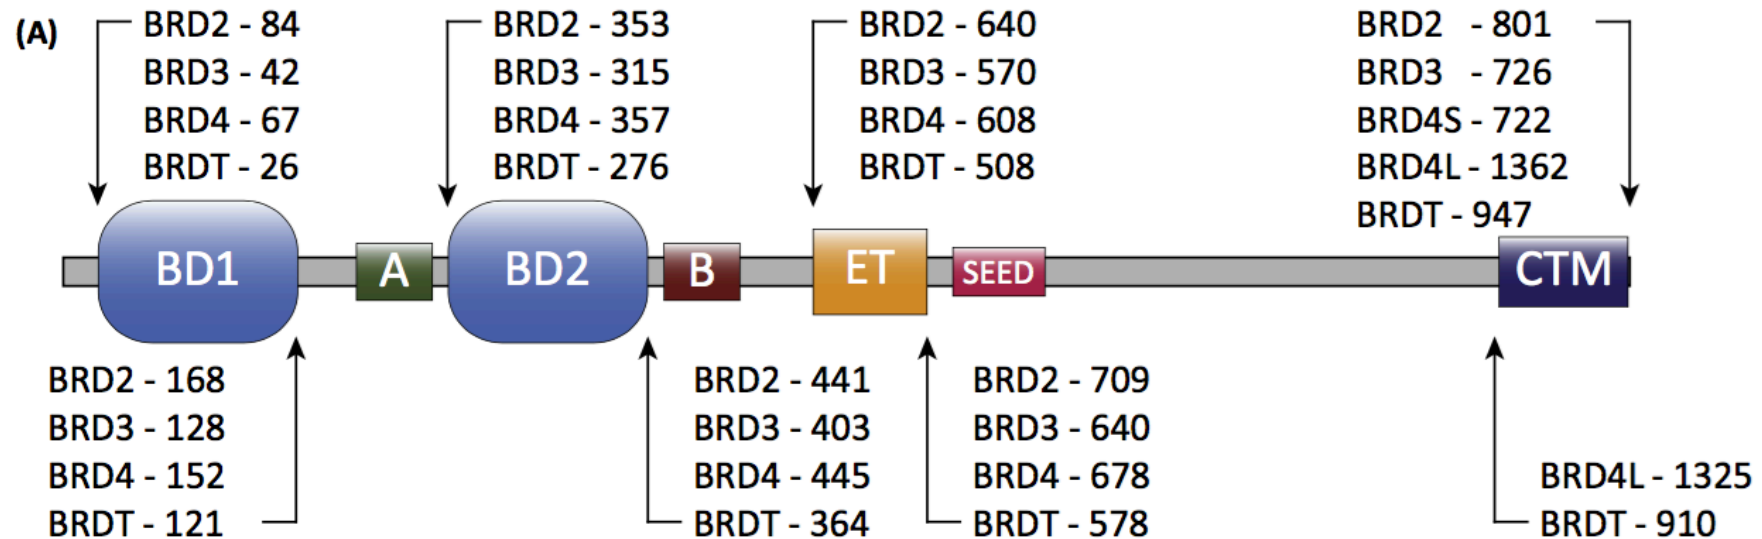 (A)
BRD2 - 84
BRD3 - 42
BRD4 - 67
BRDT - 26
BRD2 - 353
BRD3 - 315
BRD4 - 357
BRDT - 276
BRD2 - 640
BRD3 - 570
BRD4 - 608
BRDT - 508
BRD2 - 801
BRD3 - 726
BRD4S - 722
BRD4L - 1362
BRDT - 947
BD1
A
BD2
B
ET
SEED
CTM
BRD2 - 168
BRD3 - 128
BRD4 - 152
BRDT - 121
BRD2 - 441
BRD3 - 403
BRD4 - 445
BRDT - 364
BRD2 - 709
BRD3 - 640
BRD4 - 678
BRDT - 578
BRD4L - 1325
BRDT - 910